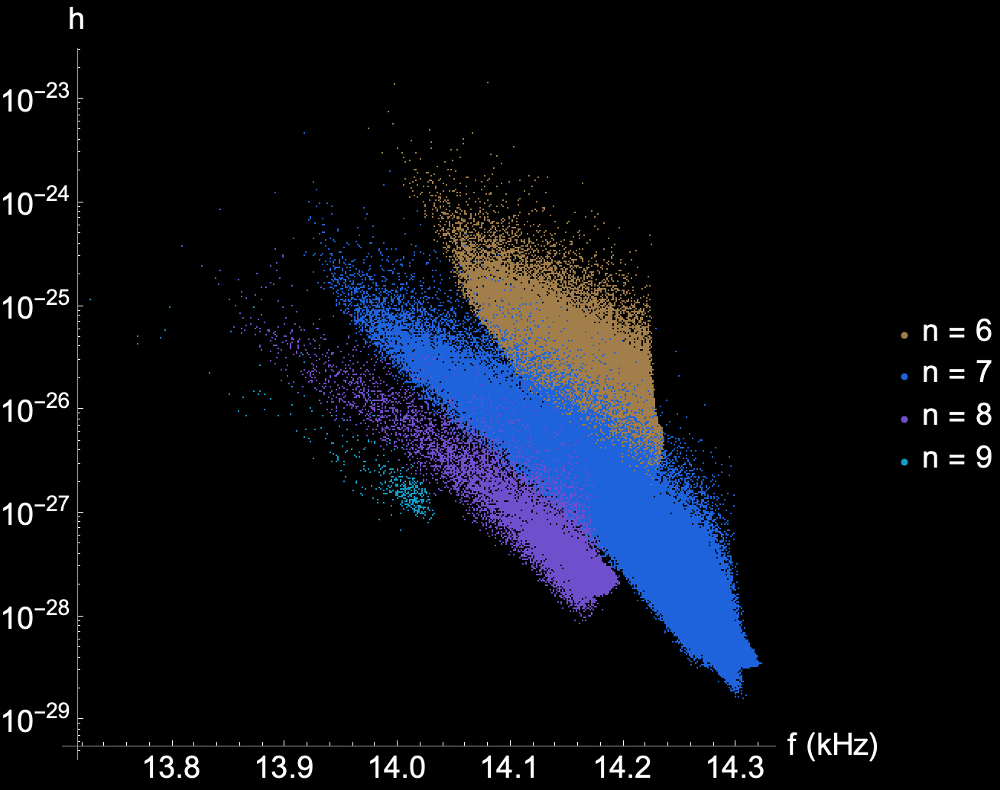 h
10⁻²³
10⁻²⁴
10⁻²⁵
10⁻²⁶
10⁻²⁷
10⁻²⁸
10⁻²⁹
13.8 13.9 14.0 14.1 14.2 14.3
f (kHz)
n = 6
n = 7
n = 8
n = 9